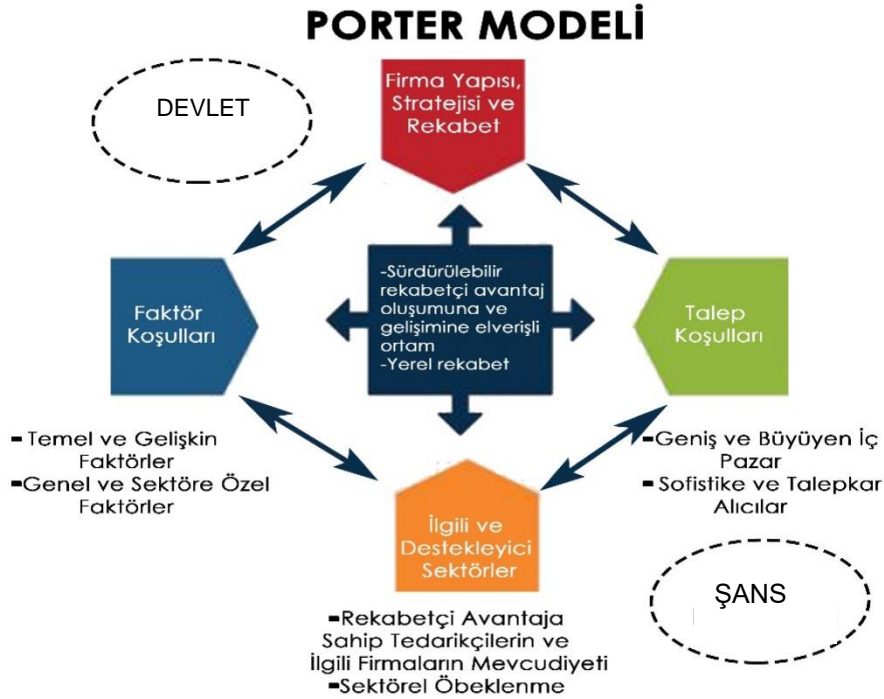 PORTER MODELİ
DEVLET
Firma Yapısı,
Stratejisi ve
Rekabet
Faktör
Koşulları
-Sürdürülebilir
rekabetçi avantaj
oluşumuna ve
gelişimine elverişli
ortam
-Yerel rekabet
Talep
Koşulları
-Temel ve Gelişkin
Faktörler
-Genel ve Sektöre Özel
Faktörler
-Geniş ve Büyüyen İç
Pazar
-Sofistike ve Talepkar
Alıcılar
İlgili ve
Destekleyici
Sektörler
-Rekabetçi Avantaja
Sahip Tedarikçilerin ve
İlgili Firmaların Mevcudiyeti
-Sektörel Öbeklenme
ŞANS